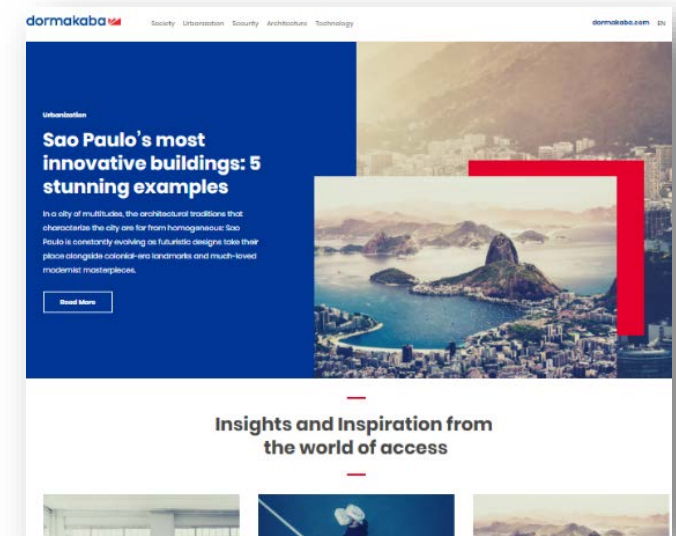 dormakaba
Society Urbanization Security Architecture Technology
dormakaba.com EN
Urbanization
Sao Paulo's most
innovative buildings: 5
stunning examples
In a city of multitudes, the architectural traditions that
characterize the city are far from homogeneous: Sao
Paulo is constantly evolving as futuristic designs take their
place alongside colonial-era landmarks and much-loved
modernist masterpieces.
Read More
Insights and Inspiration from
the world of access